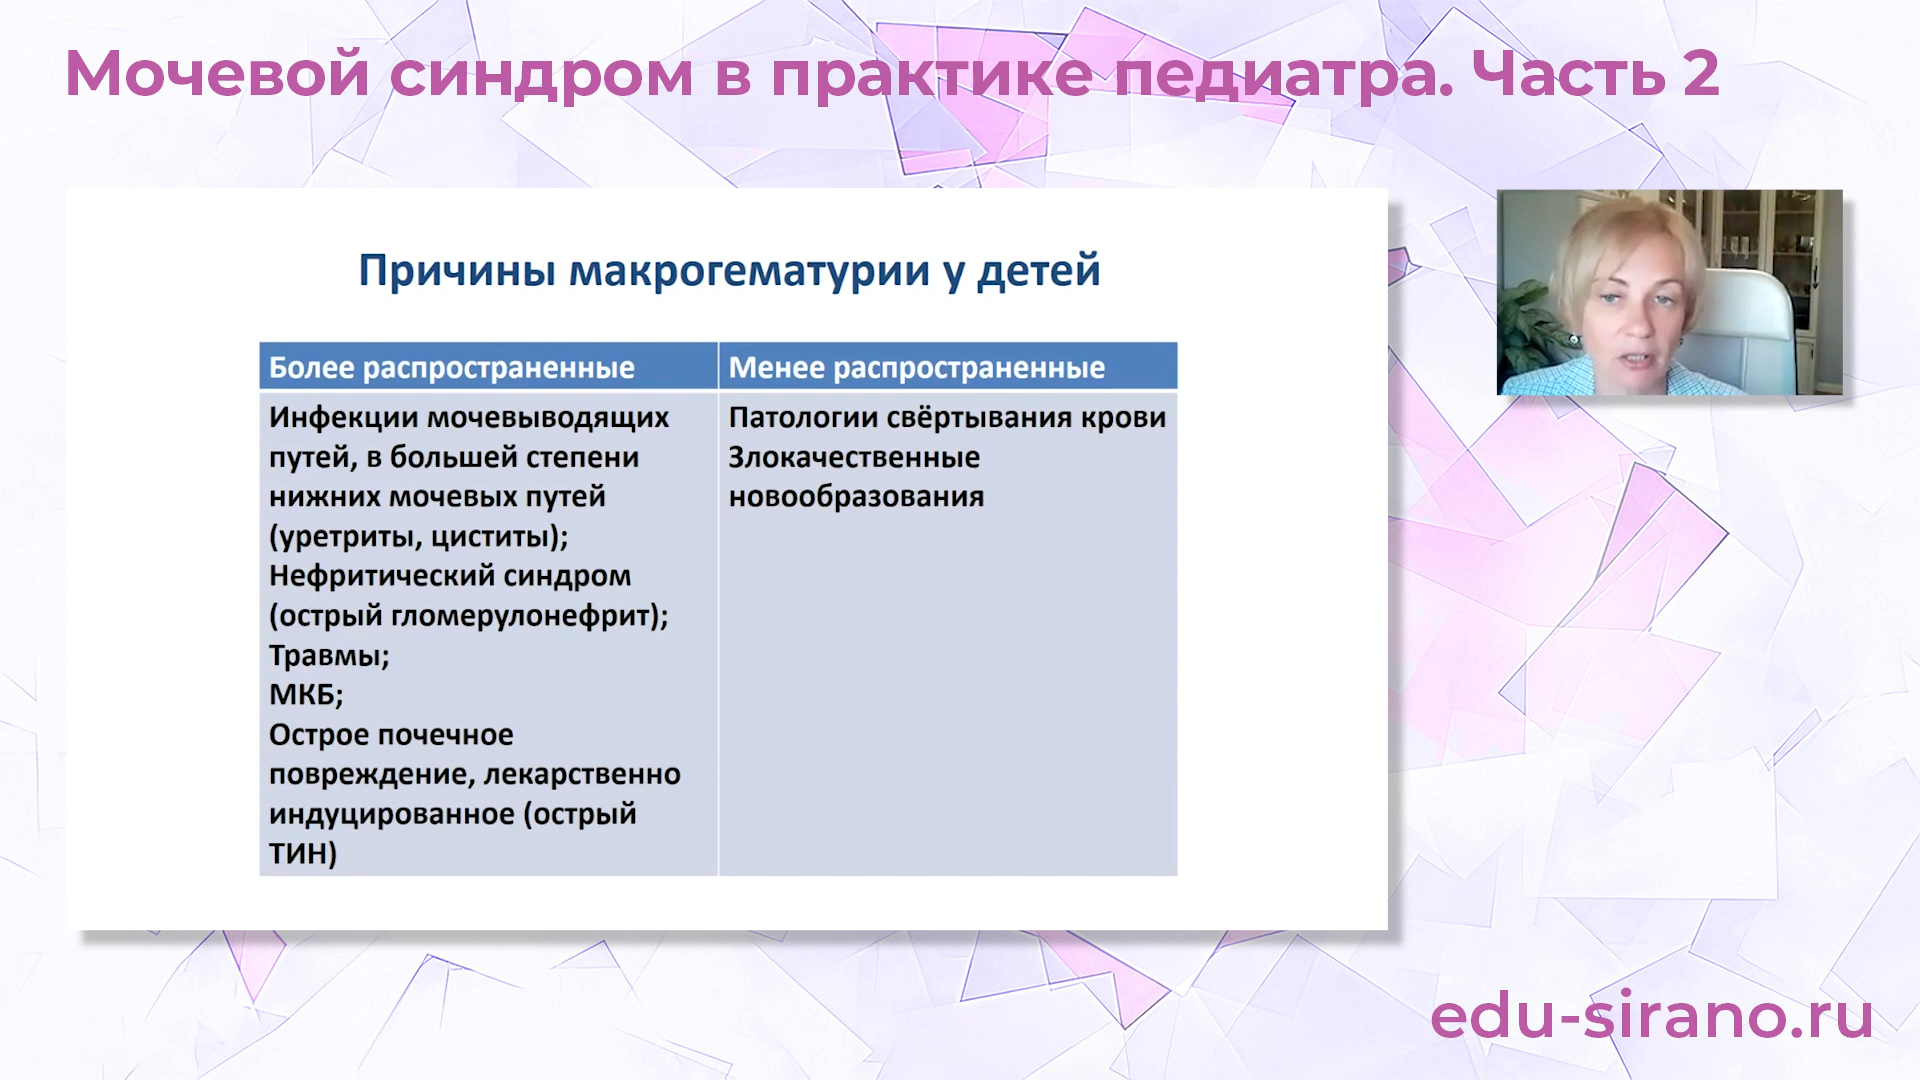 Мочевой синдром в практике педиатра. Часть 2
Причины макрогематурии у детей
Более распространенные
Менее распространенные
Инфекции мочевыводящих
путей, в большей степени
нижних мочевых путей
(уретриты, циститы);
Нефритический синдром
(острый гломерулонефрит);
Травмы;
МКБ;
Острое почечное
повреждение, лекарственно
индуцированное (острый
ТИН)
Патологии свёртывания крови
Злокачественные
новообразования
edu-sirano.ru